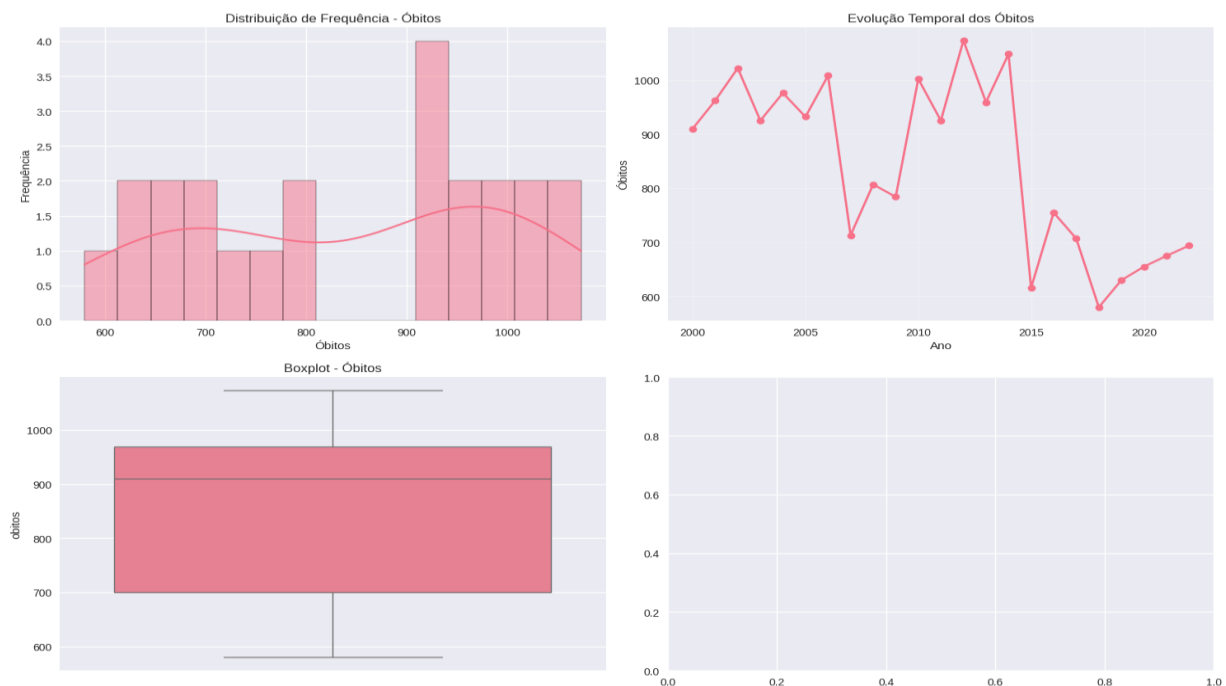 Distribuição de Frequência - Óbitos
4.0
3.5
3.0
2.5
2.0
1.5
1.0
0.5
0.0
Frequência
600 700 800 900 1000
Óbitos
Evolução Temporal dos Óbitos
1000
900
800
700
600
Óbitos
2000 2005 2010 2015 2020
Ano
Boxplot - Óbitos
1000
900
800
700
600
obitos
1.0
0.8
0.6
0.4
0.2
0.0
0.0 0.2 0.4 0.6 0.8 1.0